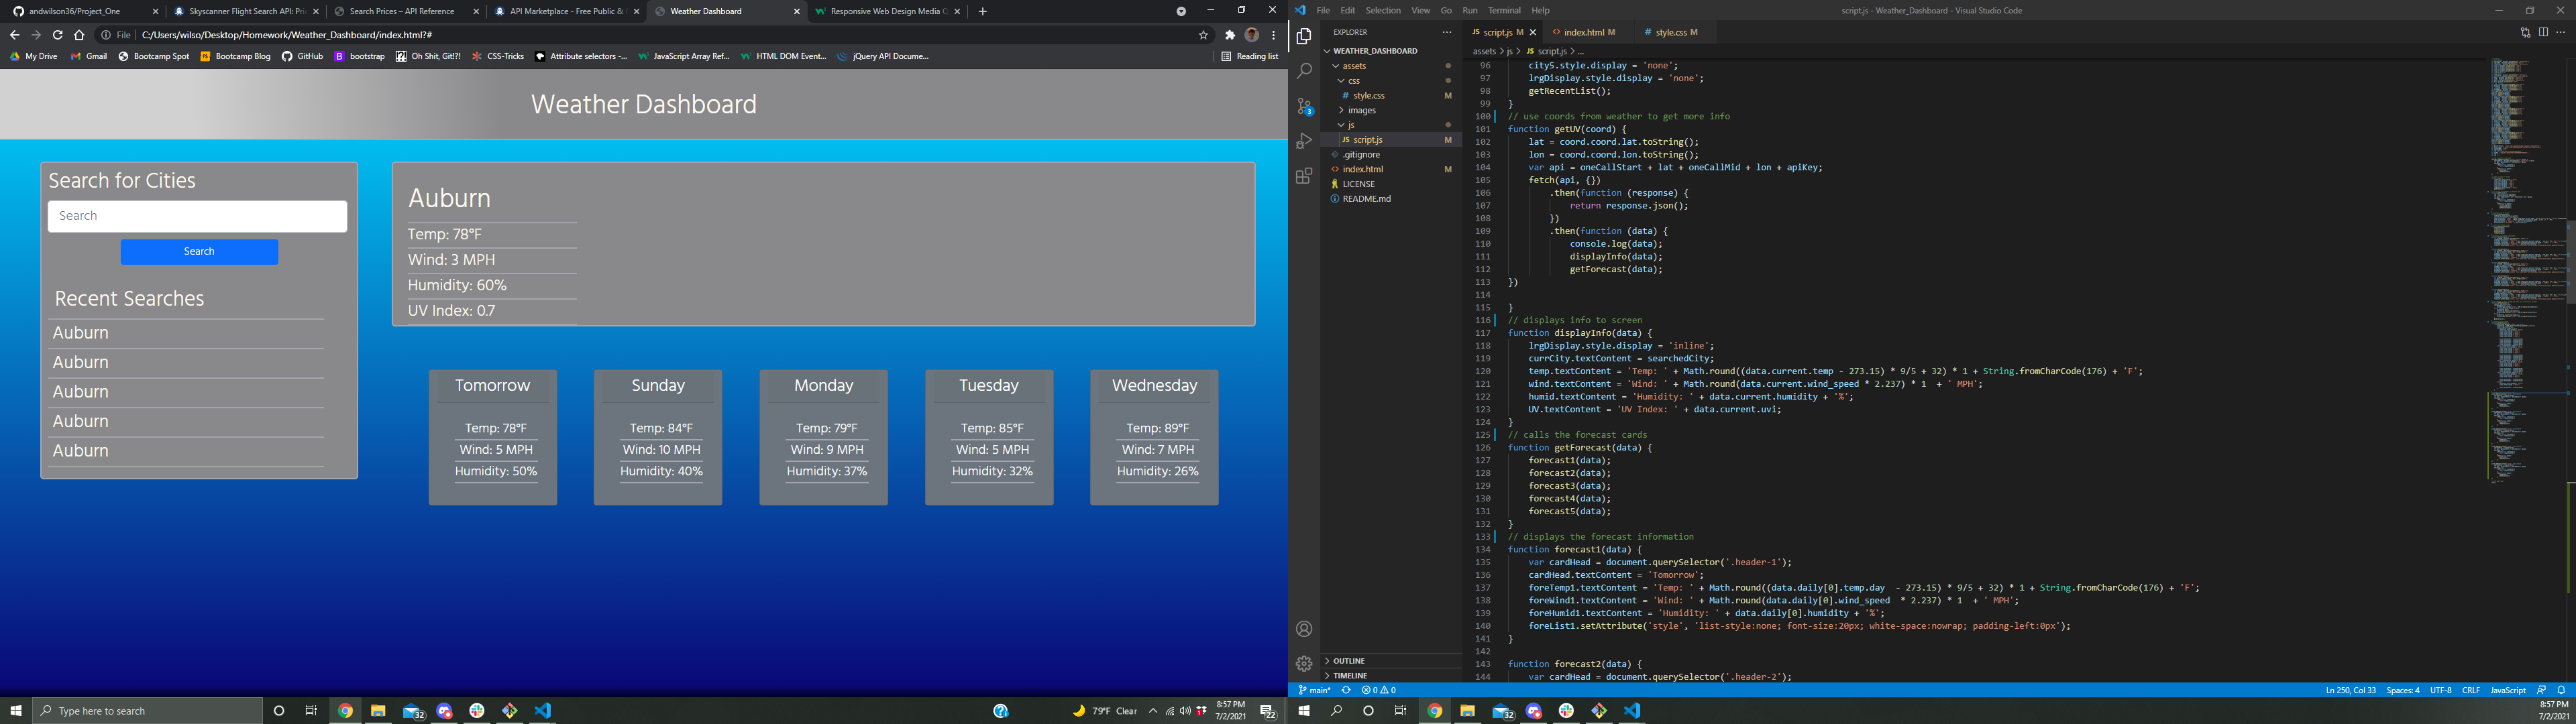 andwilson36/Project_One
Skyscanner Flight Search API: Pri
Search Prices – API Reference
API Marketplace - Free Public &
Weather Dashboard
Responsive Web Design Media Q
File
C:/Users/wilso/Desktop/Homework/Weather_Dashboard/index.html?#
My Drive
Gmail
Bootcamp Spot
Bootcamp Blog
GitHub
bootstrap
Oh Shit, Git!?!
CSS-Tricks
Attribute selectors -...
JavaScript Array Ref...
HTML DOM Event...
jQuery API Docume...
Reading list
Weather Dashboard
Search for Cities
Search
Search
Recent Searches
Auburn
Auburn
Auburn
Auburn
Auburn
Auburn
Temp: 78°F
Wind: 3 MPH
Humidity: 60%
UV Index: 0.7
Tomorrow
Temp: 78°F
Wind: 5 MPH
Humidity: 50%
Sunday
Temp: 84°F
Wind: 10 MPH
Humidity: 40%
Monday
Temp: 79°F
Wind: 9 MPH
Humidity: 37%
Tuesday
Temp: 85°F
Wind: 5 MPH
Humidity: 32%
Wednesday
Temp: 89°F
Wind: 7 MPH
Humidity: 26%
Type here to search
32
79°F Clear
8:57 PM
7/2/2021
22
File Edit Selection View Go Run Terminal Help
script.js - Weather_Dashboard - Visual Studio Code
EXPLORER
WEATHER_DASHBOARD
assets
css
# style.css M
images
js
JS script.js M
.gitignore
<> index.html M
LICENSE
README.md
OUTLINE
TIMELINE
3
JS script.js M
<> index.html M
# style.css M
assets > js > JS script.js > ...
96 city5.style.display = 'none';
97 lrgDisplay.style.display = 'none';
98 getRecentList();
99 }
100 // use coords from weather to get more info
101 function getUV(coord) {
102 lat = coord.coord.lat.toString();
103 lon = coord.coord.lon.toString();
104 var api = oneCallStart + lat + oneCallMid + lon + apiKey;
105 fetch(api, {})
106 .then(function (response) {
107 return response.json();
108 })
109 .then(function (data) {
110 console.log(data);
111 displayInfo(data);
112 getForecast(data);
113 })
114
115 }
116 // displays info to screen
117 function displayInfo(data) {
118 lrgDisplay.style.display = 'inline';
119 currCity.textContent = searchedCity;
120 temp.textContent = 'Temp: ' + Math.round((data.current.temp - 273.15) * 9/5 + 32) * 1 + String.fromCharCode(176) + 'F';
121 wind.textContent = 'Wind: ' + Math.round(data.current.wind_speed * 2.237) * 1  + ' MPH';
122 humid.textContent = 'Humidity: ' + data.current.humidity + '%';
123 UV.textContent = 'UV Index: ' + data.current.uvi;
124 }
125 // calls the forecast cards
126 function getForecast(data) {
127 forecast1(data);
128 forecast2(data);
129 forecast3(data);
130 forecast4(data);
131 forecast5(data);
132 }
133 // displays the forecast information
134 function forecast1(data) {
135 var cardHead = document.querySelector('.header-1');
136 cardHead.textContent = 'Tomorrow';
137 foreTemp1.textContent = 'Temp: ' + Math.round((data.daily[0].temp.day  - 273.15) * 9/5 + 32) * 1 + String.fromCharCode(176) + 'F';
138 foreWind1.textContent = 'Wind: ' + Math.round(data.daily[0].wind_speed  * 2.237) * 1  + ' MPH';
139 foreHumid1.textContent = 'Humidity: ' + data.daily[0].humidity + '%';
140 foreList1.setAttribute('style', 'list-style:none; font-size:20px; white-space:nowrap; padding-left:0px');
141 }
142
143 function forecast2(data) {
144 var cardHead = document.querySelector('.header-2');
main*
0 0
Ln 250, Col 33
Spaces: 4
UTF-8
CRLF
JavaScript
32
8:57 PM
7/2/2021